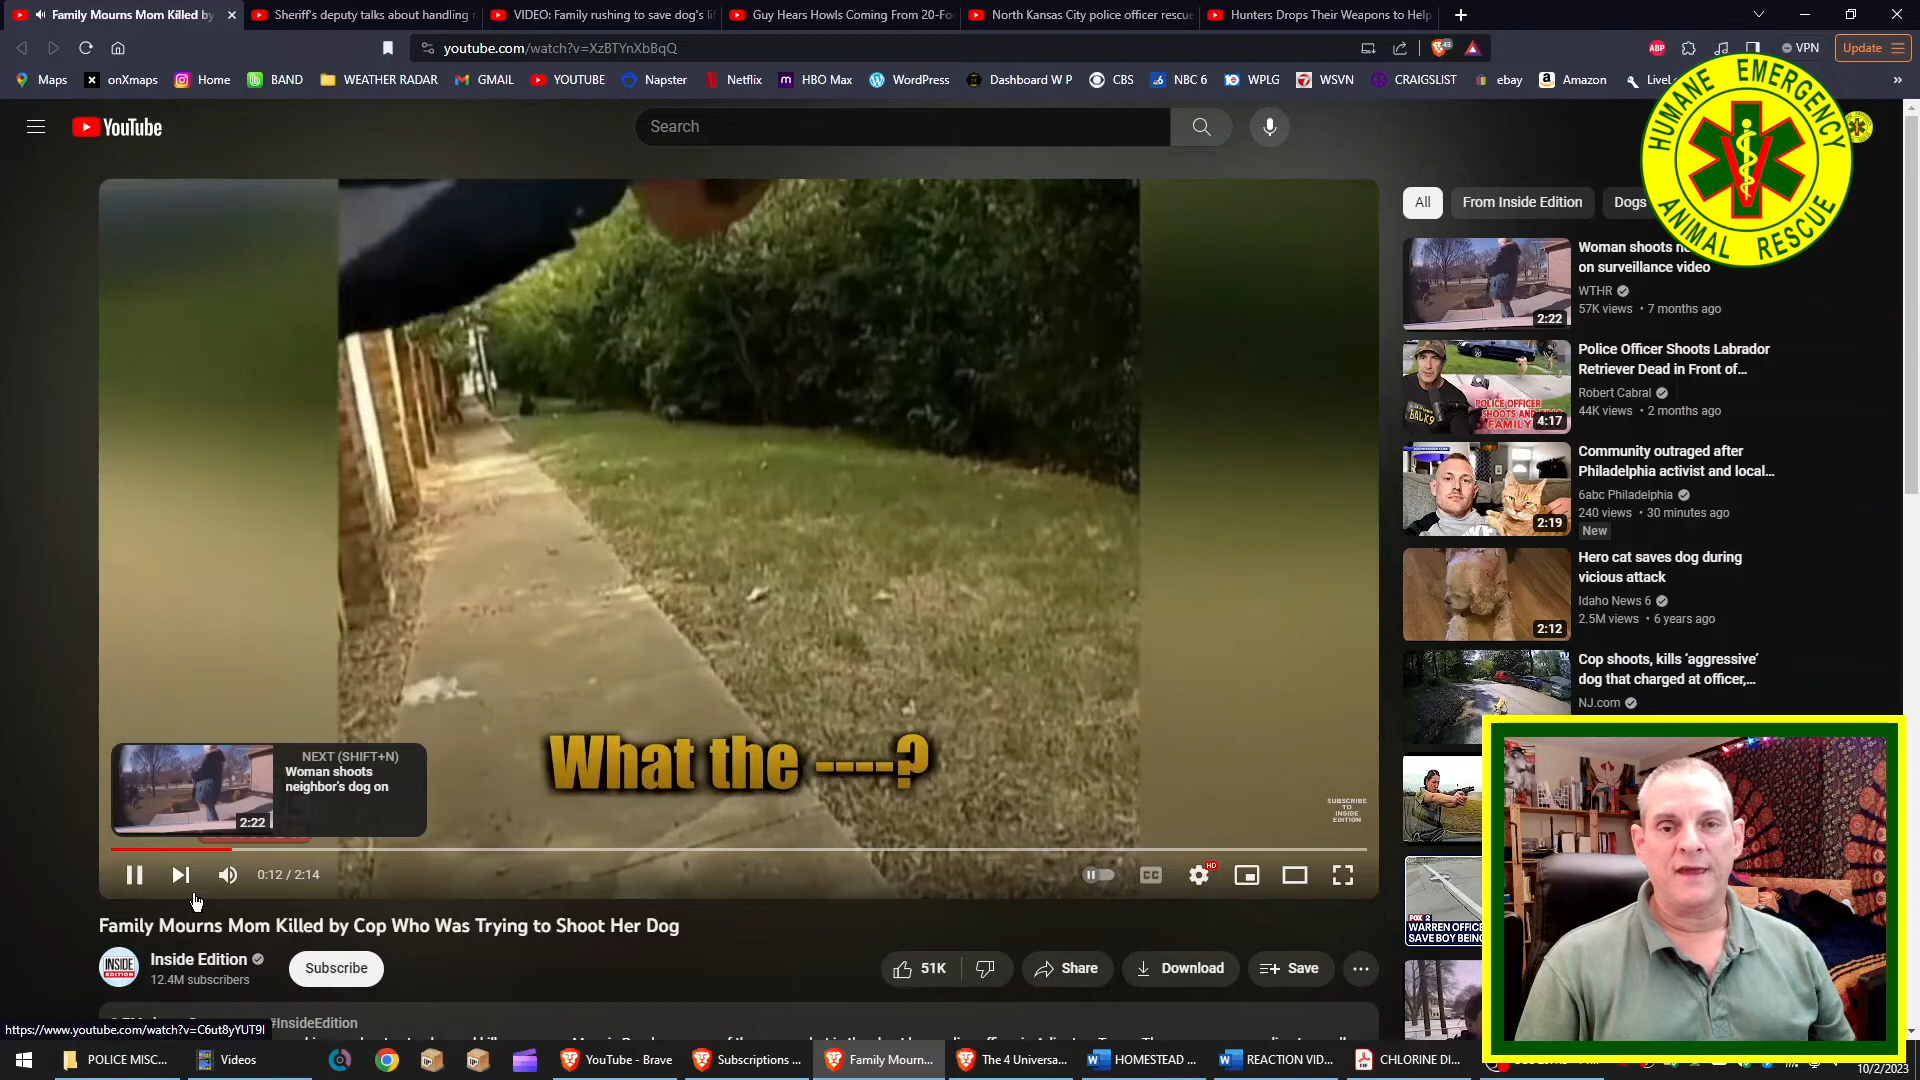 Family Mourns Mom Killed by
Sheriff's deputy talks about handling
VIDEO: Family rushing to save dog's li
Guy Hears Howls Coming From 20-Fo
North Kansas City police officer rescue
Hunters Drops Their Weapons to Help
youtube.com/watch?v=XzBTYnXbBqQ
43
ABP
VPN
Update
Maps
onXmaps
Home
BAND
WEATHER RADAR
GMAIL
YOUTUBE
Napster
Netflix
HBO Max
WordPress
Dashboard W P
CBS
NBC 6
WPLG
WSVN
CRAIGSLIST
ebay
Amazon
HUMANE EMERGENCY
ANIMAL RESCUE
YouTube
Search
All
From Inside Edition
Dogs
Woman shoots
on surveillance video
WTHR
57K views • 7 months ago
2:22
Police Officer Shoots Labrador
Retriever Dead in Front of...
Robert Cabral
44K views • 2 months ago
POLICE OFFICER
SHOOTS AND
FAMILY
4:17
Community outraged after
Philadelphia activist and local...
6abc Philadelphia
240 views • 30 minutes ago
New
2:19
Hero cat saves dog during
vicious attack
Idaho News 6
2.5M views • 6 years ago
2:12
Cop shoots, kills 'aggressive'
dog that charged at officer,...
NJ.com
FOX 2
WARREN OFFICE
SAVE BOY BEING
What the ----?
SUBSCRIBE
TO
INSIDE
EDITION
NEXT (SHIFT+N)
Woman shoots
neighbor's dog on
2:22
0:12 / 2:14
CC
HD
Family Mourns Mom Killed by Cop Who Was Trying to Shoot Her Dog
INSIDE
EDITION
Inside Edition
12.4M subscribers
Subscribe
51K
Share
Download
Save
#InsideEdition
https://www.youtube.com/watch?v=C6ut8yYUT9I
POLICE MISC...
Videos
YouTube - Brave
Subscriptions ...
Family Mourn...
The 4 Universa...
HOMESTEAD ...
REACTION VID...
CHLORINE DI...
10/2/2023